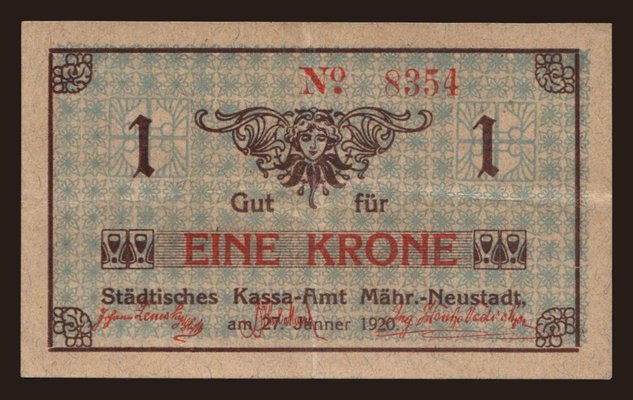 No. 8354
1 1
Gut für
EINE KRONE
Städtisches Kassa-Amt Mähr.-Neustadt,
am 27. Jänner 1920.